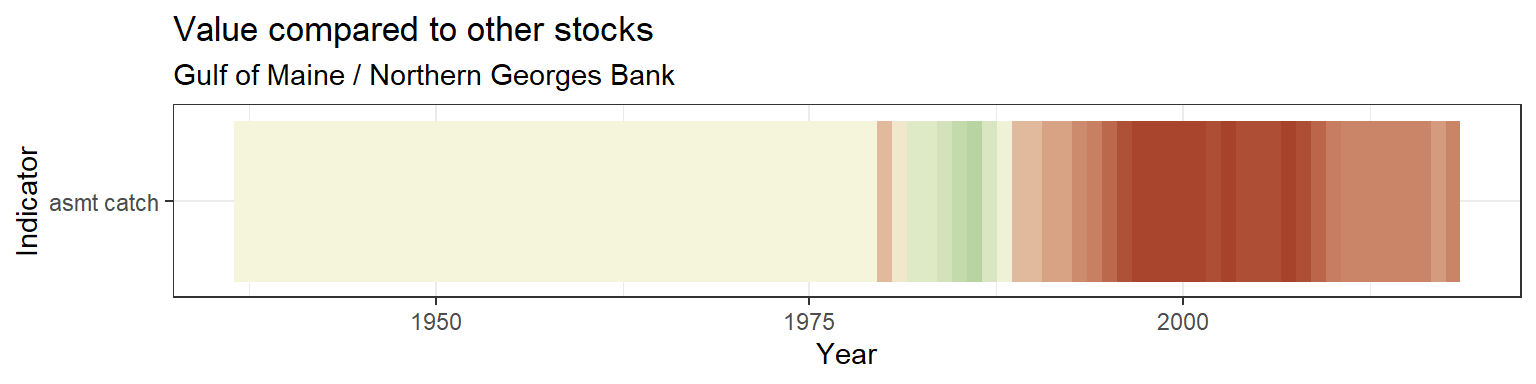 Value compared to other stocks
Gulf of Maine / Northern Georges Bank
Indicator
asmt catch
1950 1975 2000
Year